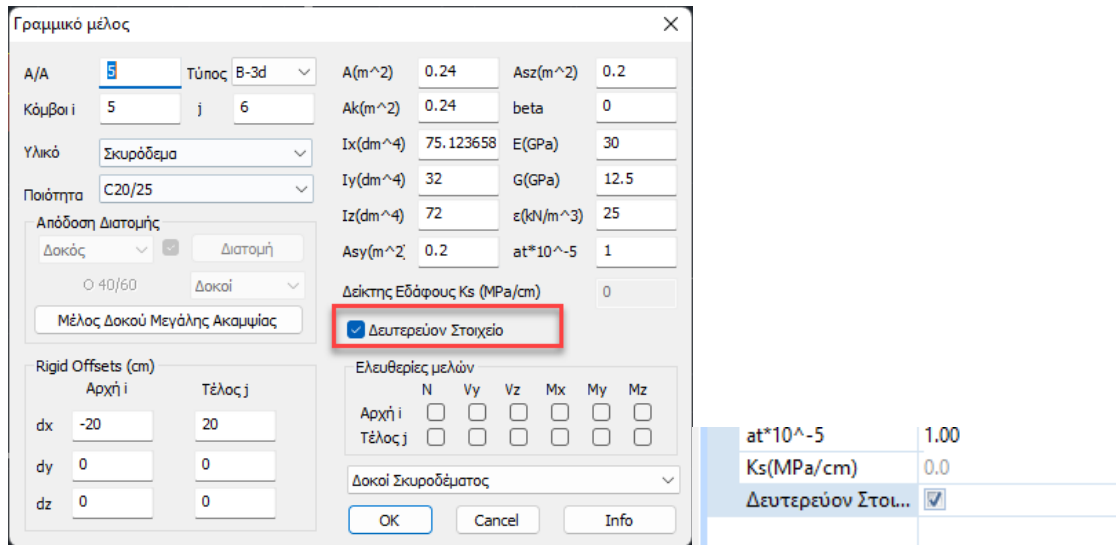 Γραμμικό μέλος
Α/Α 5 Τύπος B-3d
Κόμβοι i 5 j 6
Υλικό Σκυρόδεμα
Ποιότητα C20/25
Απόδοση Διατομής
Δοκός Διατομή
Ο 40/60 Δοκοί
Μέλος Δοκού Μεγάλης Ακαμψίας
Rigid Offsets (cm)
Αρχή i Τέλος j
dx -20 20
dy 0 0
dz 0 0
A(m^2) 0.24 Asz(m^2) 0.2
Ak(m^2) 0.24 beta 0
Ix(dm^4) 75.123658 E(GPa) 30
Iy(dm^4) 32 G(GPa) 12.5
Iz(dm^4) 72 ε(kN/m^3) 25
Asy(m^2) 0.2 at*10^-5 1
Δείκτης Εδάφους Ks (MPa/cm) 0
Δευτερεύον Στοιχείο
Ελευθερίες μελών
N Vy Vz Mx My Mz
Αρχή i
Τέλος j
Δοκοί Σκυροδέματος
OK Cancel Info
at*10^-5 1.00
Ks(MPa/cm) 0.0
Δευτερεύον Στοι...